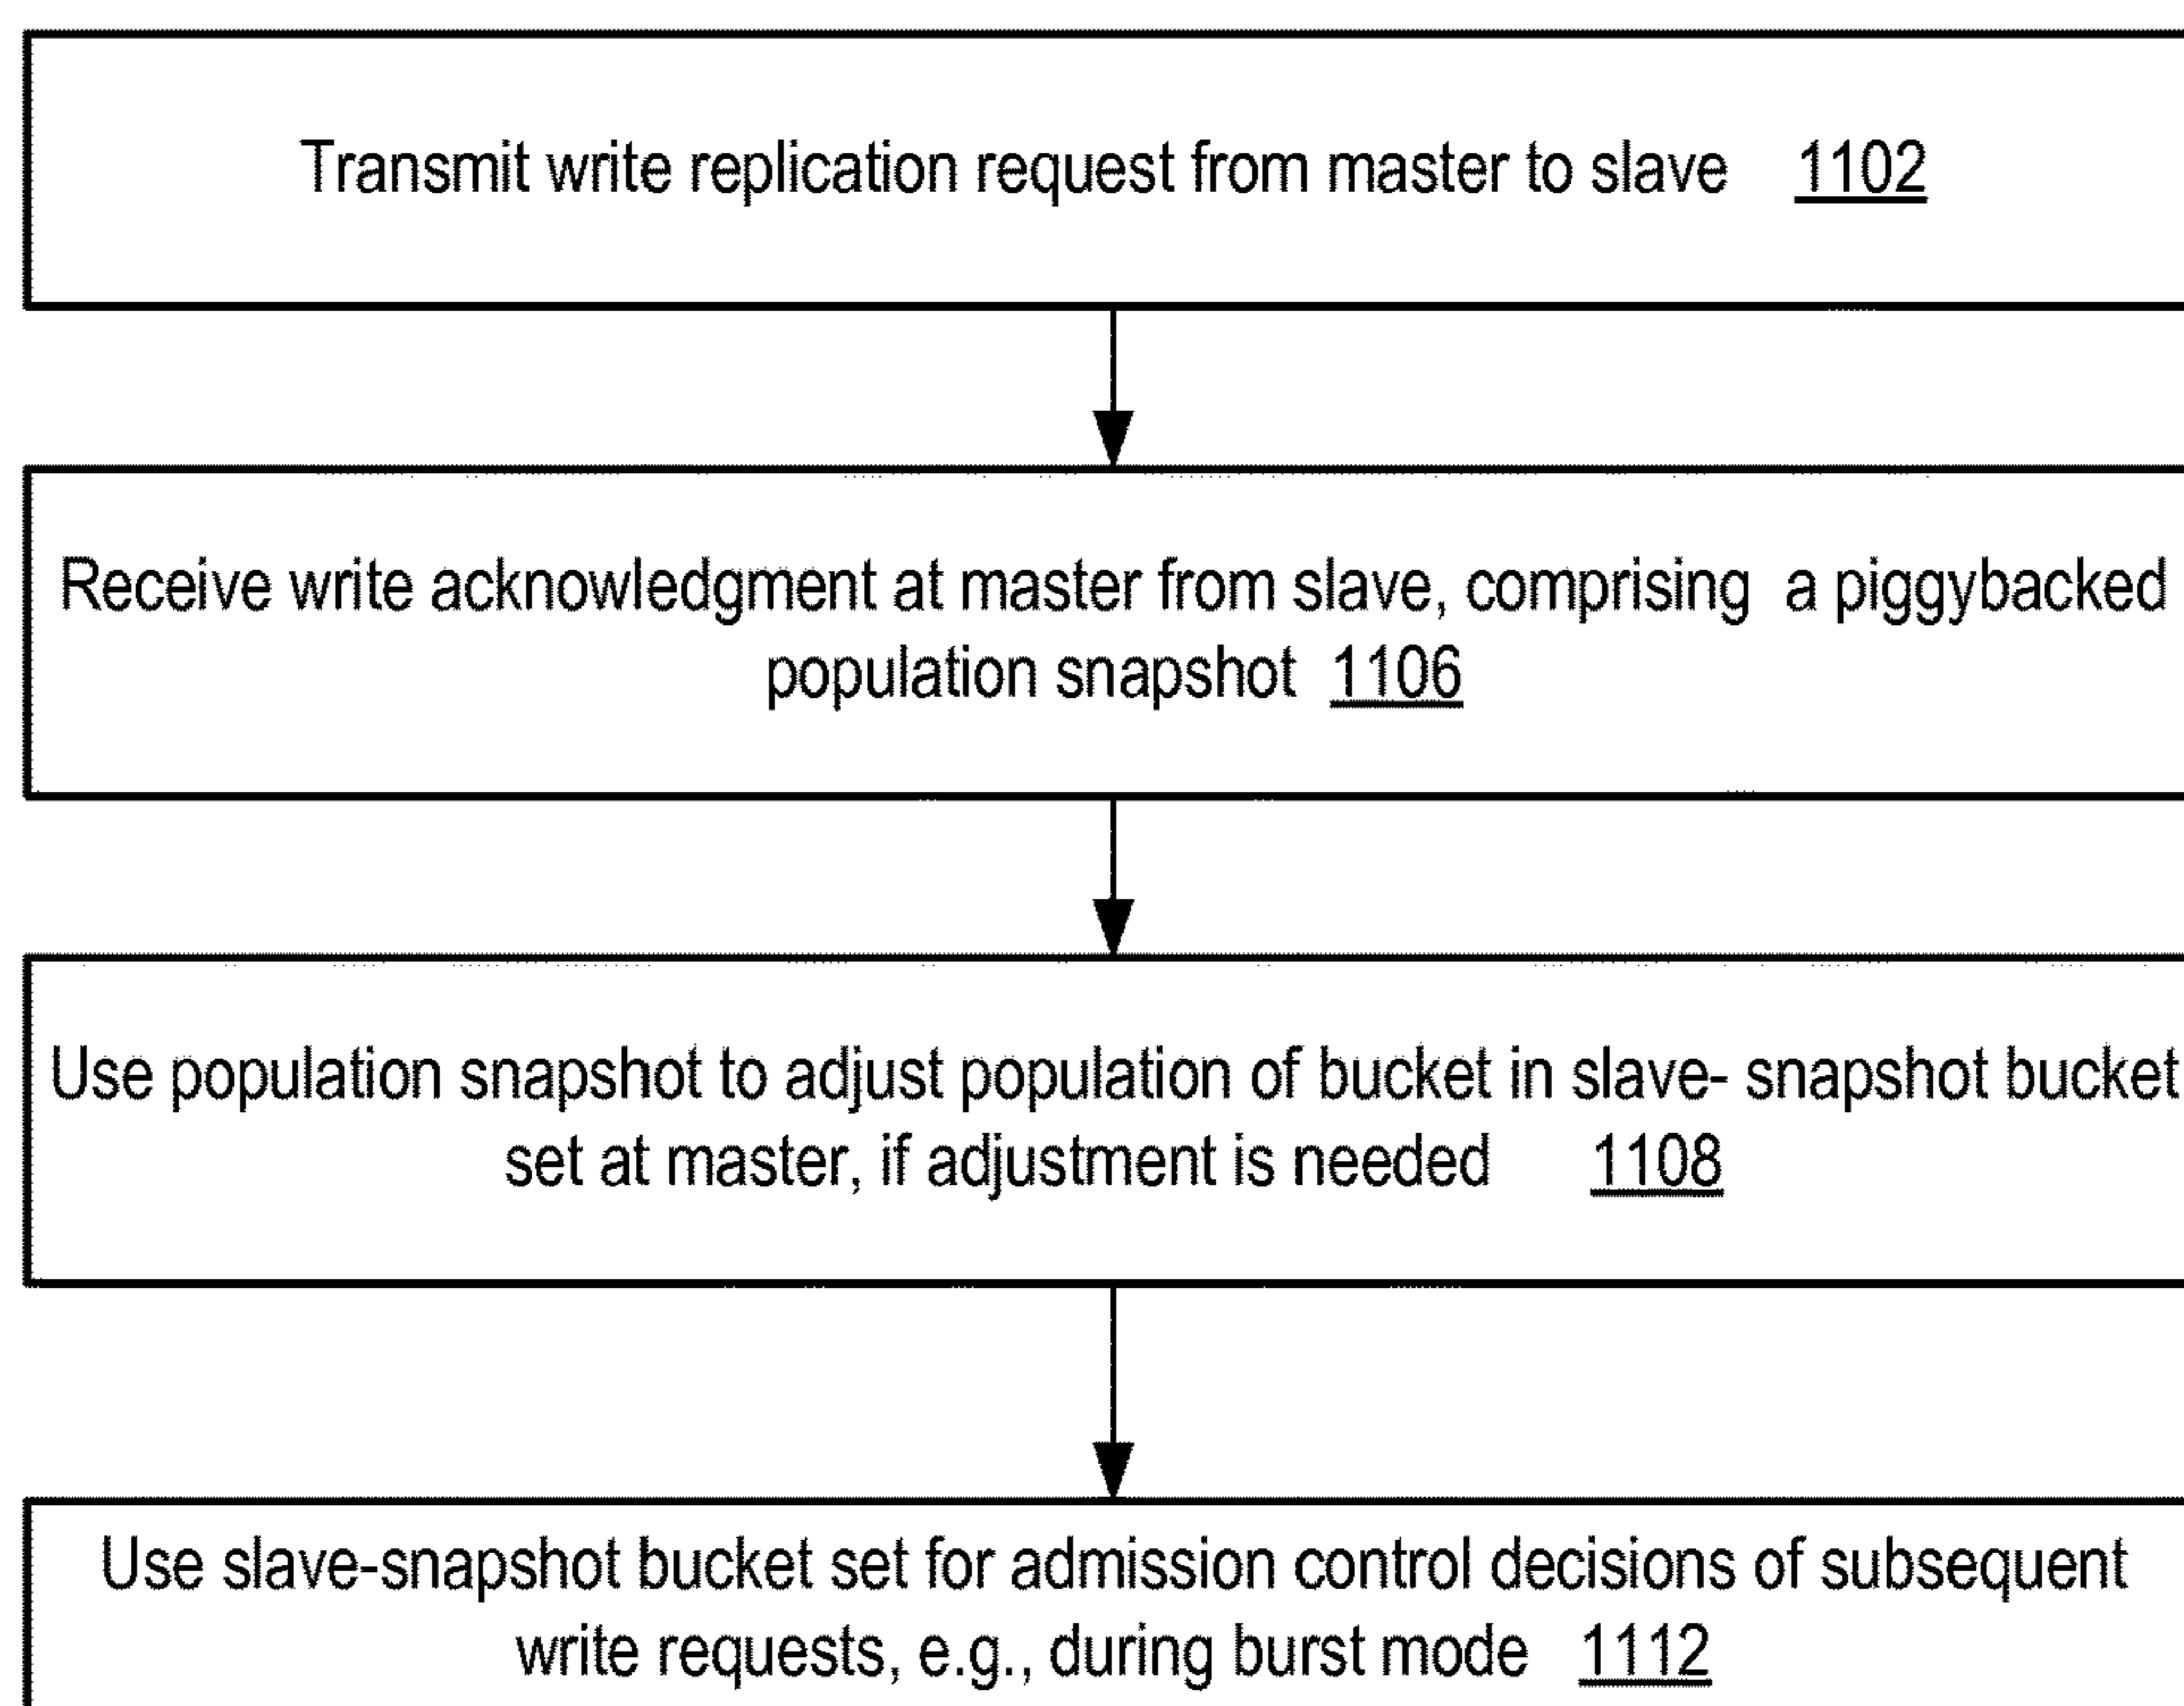 Transmit write replication request from master to slave 1102
Receive write acknowledgment at master from slave, comprising a piggybacked
population snapshot 1106
Use population snapshot to adjust population of bucket in slave- snapshot bucket
set at master, if adjustment is needed 1108
Use slave-snapshot bucket set for admission control decisions of subsequent
write requests, e.g., during burst mode 1112